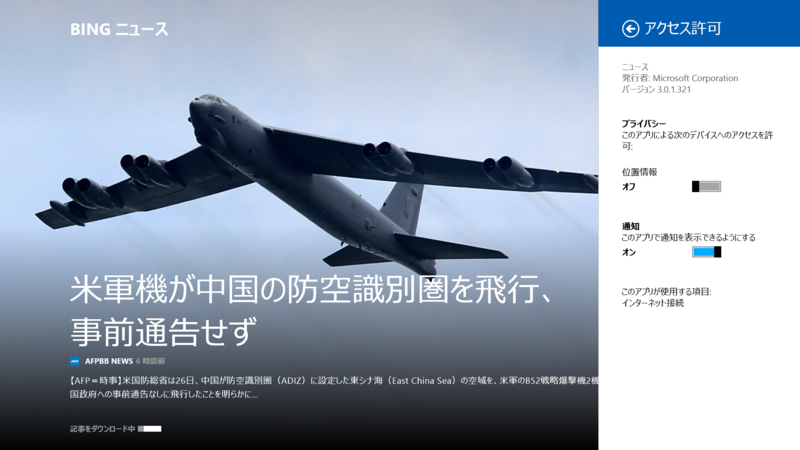 BING ニュース
米軍機が中国の防空識別圏を飛行、
事前通告せず
AFPBB NEWS 6 時間前
【AFP=時事】米国防総省は26日、中国が防空識別圏（ADIZ）に設定した東シナ海（East China Sea）の空域を、米軍のB52戦略爆撃機2機
国政府への事前通告なしに飛行したことを明らかに...
記事をダウンロード中
アクセス許可
ニュース
発行者: Microsoft Corporation
バージョン 3.0.1.321
プライバシー
このアプリによる次のデバイスへのアクセスを許
可:
位置情報
オフ
通知
このアプリで通知を表示できるようにする
オン
このアプリが使用する項目:
インターネット接続